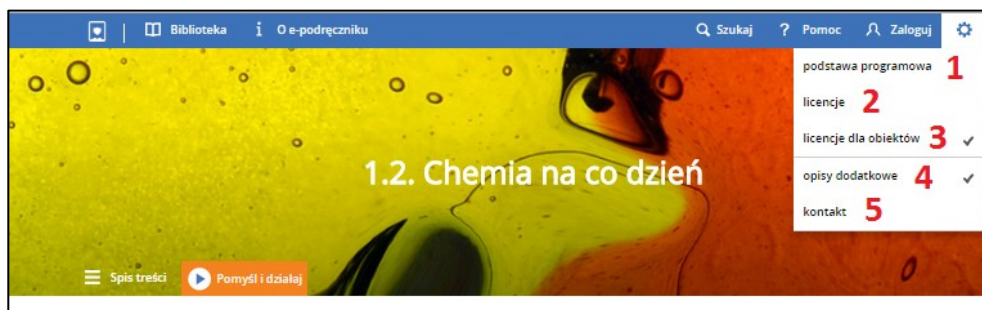 Biblioteka i O e-podręczniku Szukaj ? Pomoc Zaloguj
podstawa programowa 1
licencje 2
licencje dla obiektów 3
1.2. Chemia na co dzień
opisy dodatkowe 4
kontakt 5
Spis treści Pomyśl i działaj